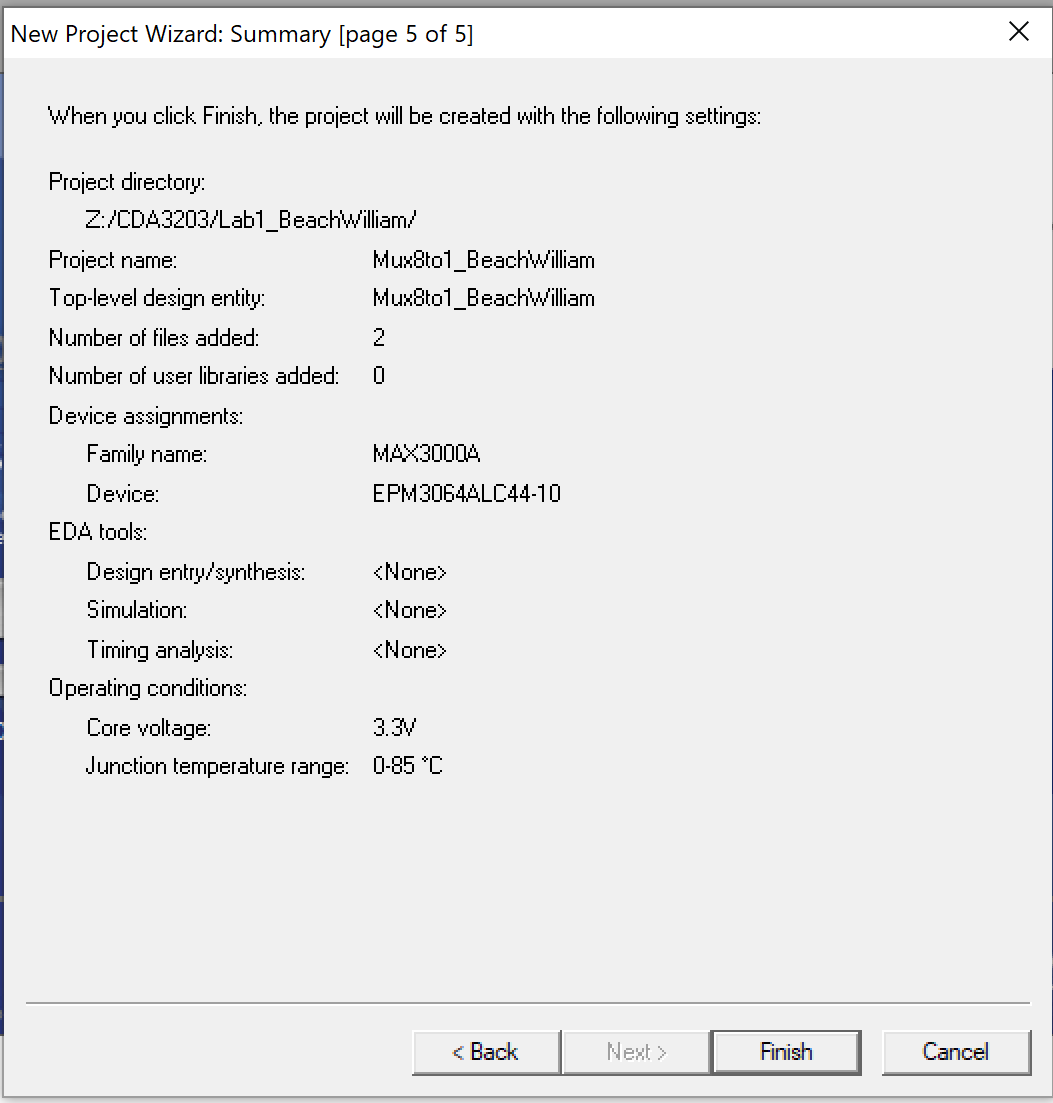 New Project Wizard: Summary [page 5 of 5]
When you click Finish, the project will be created with the following settings:
Project directory:
Z:/CDA3203/Lab1_BeachWilliam/
Project name: Mux8to1_BeachWilliam
Top-level design entity: Mux8to1_BeachWilliam
Number of files added: 2
Number of user libraries added: 0
Device assignments:
Family name: MAX3000A
Device: EPM3064ALC44-10
EDA tools:
Design entry/synthesis: <None>
Simulation: <None>
Timing analysis: <None>
Operating conditions:
Core voltage: 3.3V
Junction temperature range: 0-85 °C
< Back Next > Finish Cancel